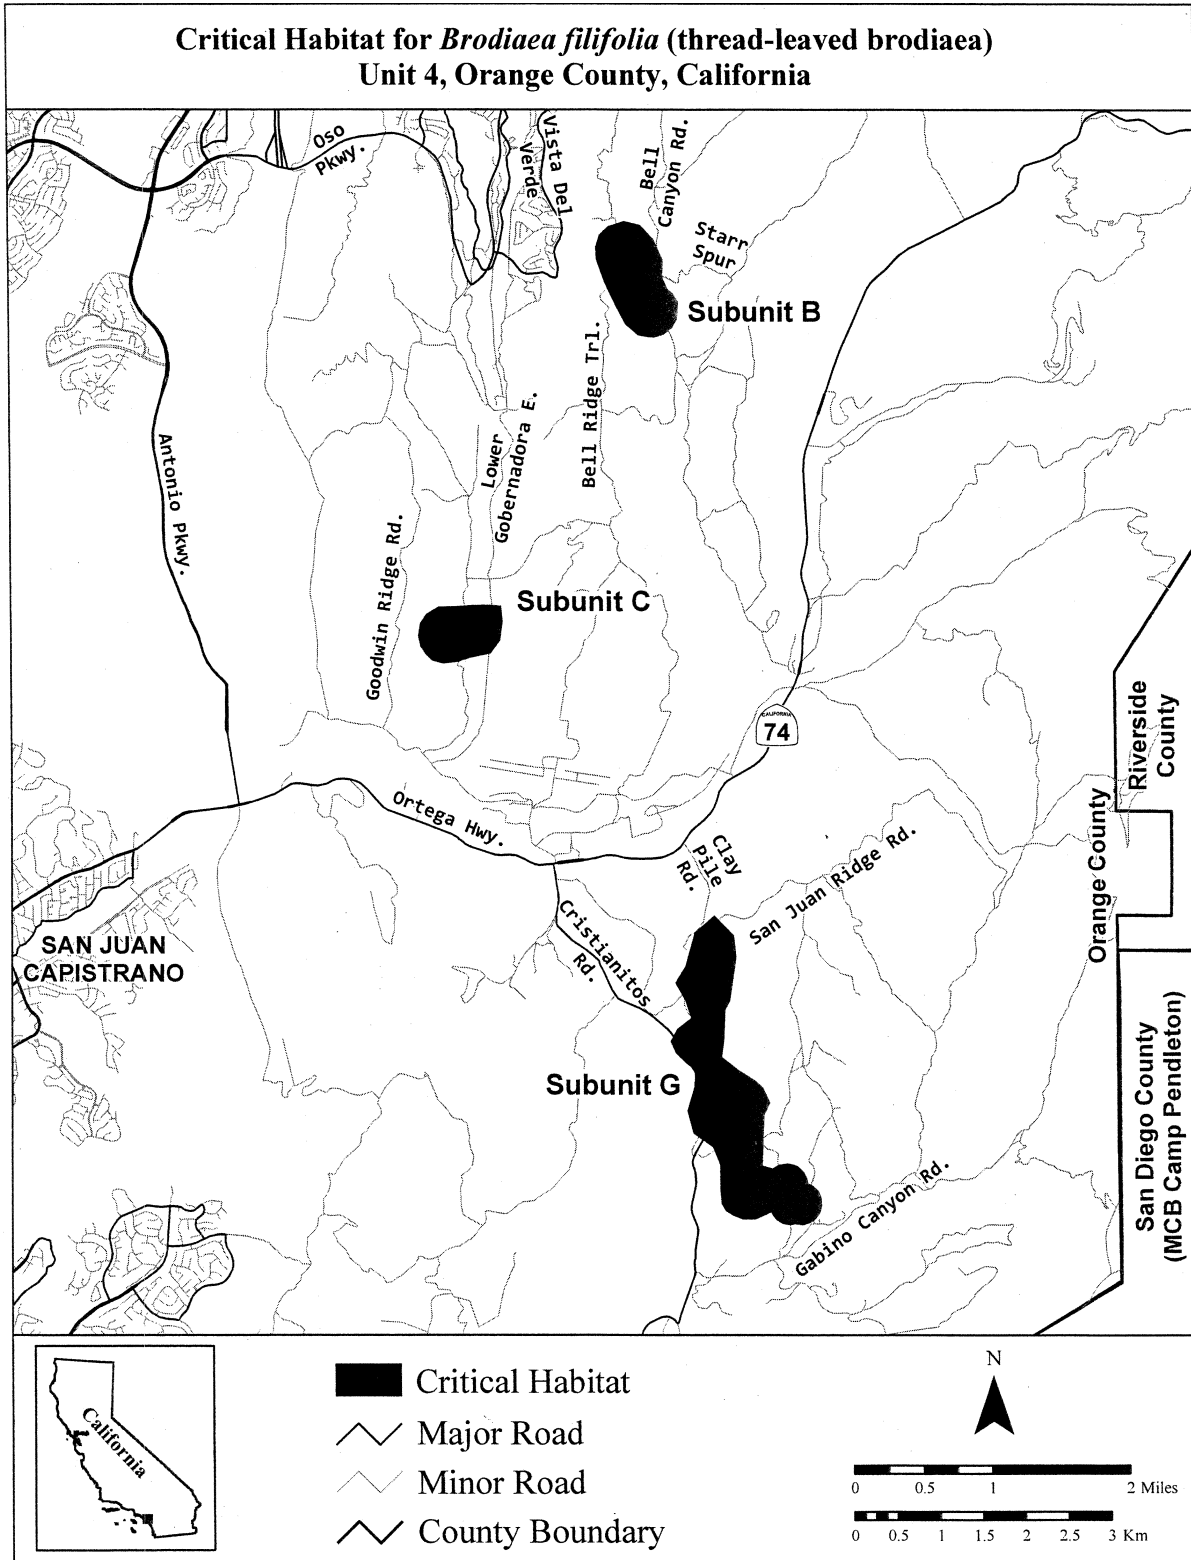 Critical Habitat for Brodiaea filifolia (thread-leaved brodiaea)
Unit 4, Orange County, California
Oso
Pkwy.
Vista Del
Verde
Bell
Canyon Rd.
Starr
Spur
Subunit B
Bell Ridge Trl.
Lower
Gobernadora E.
Antonio Pkwy.
Goodwin Ridge Rd.
Subunit C
CALIFORNIA
74
Riverside
County
Orange County
Ortega Hwy.
Clay
Pile
Rd.
San Juan Ridge Rd.
Cristianitos
Rd.
SAN JUAN
CAPISTRANO
Subunit G
San Diego County
(MCB Camp Pendleton)
Gabino Canyon Rd.
California
Critical Habitat
Major Road
Minor Road
County Boundary
N
0 0.5 1 2 Miles
0 0.5 1 1.5 2 2.5 3 Km